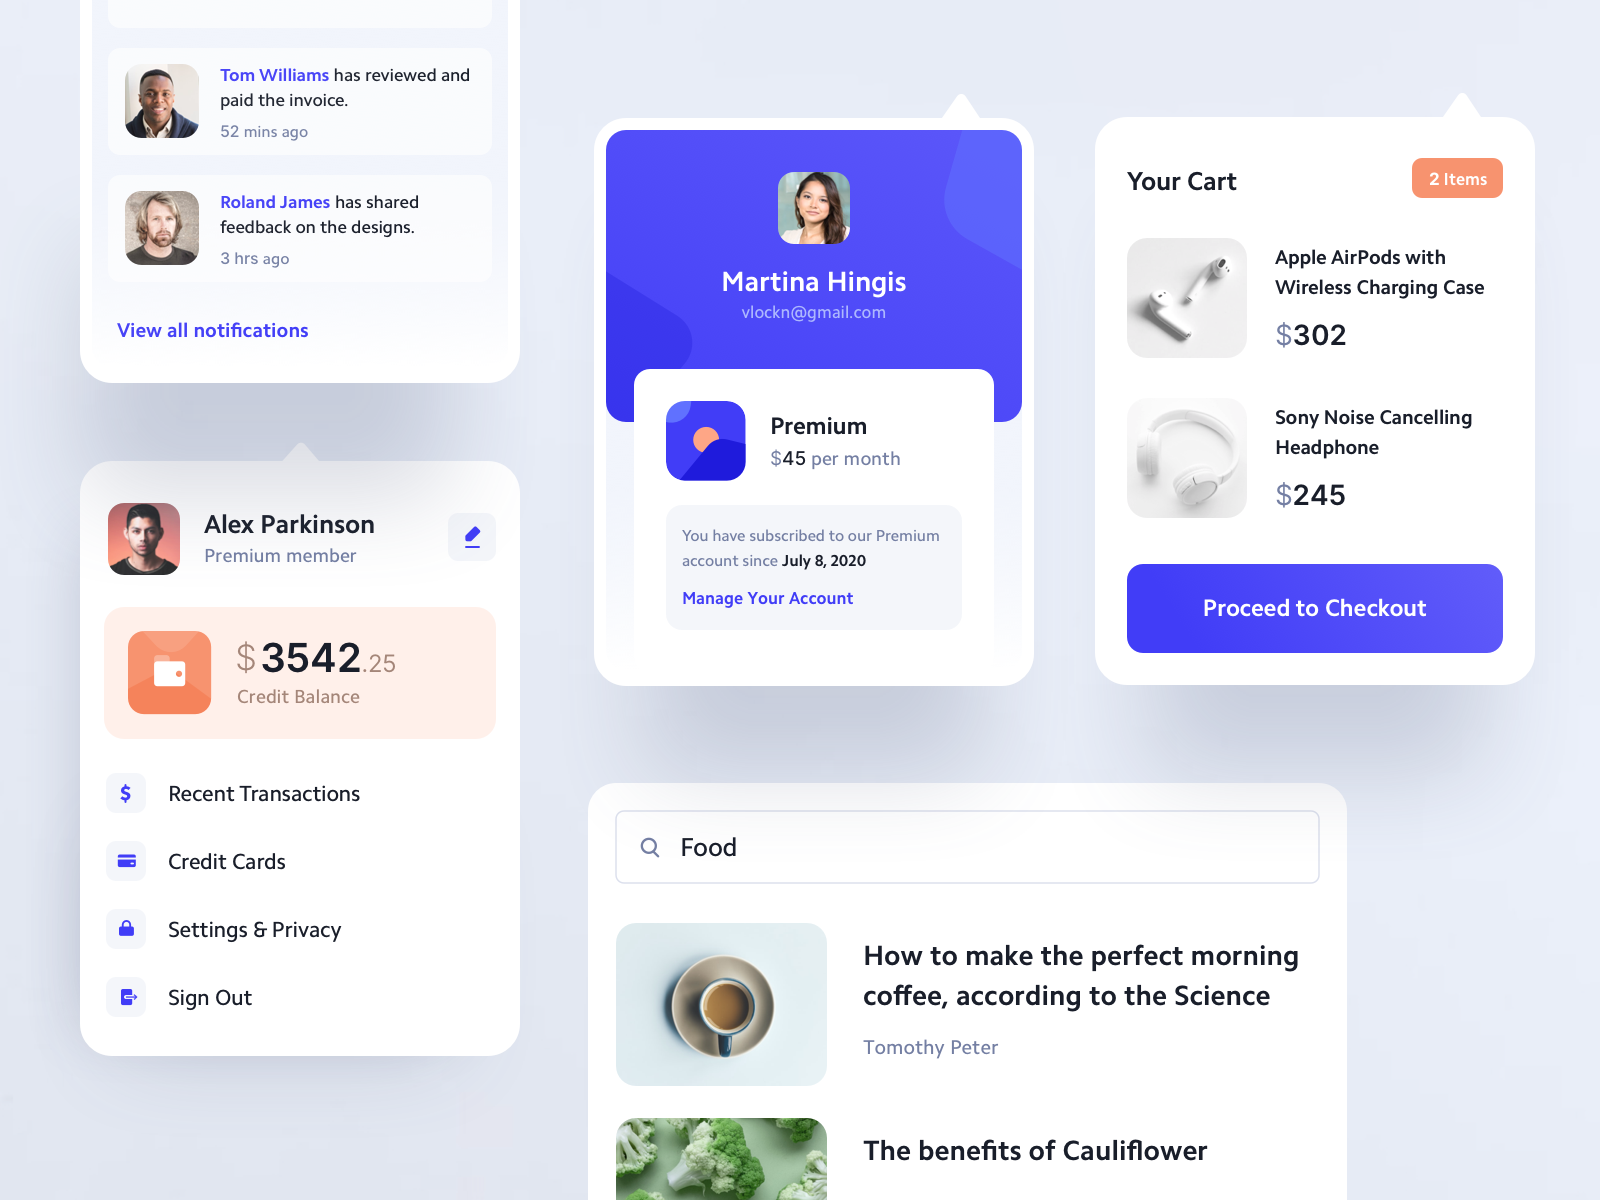 Tom Williams has reviewed and
paid the invoice.
52 mins ago
Roland James has shared
feedback on the designs.
3 hrs ago
View all notifications
Alex Parkinson
Premium member
$3542.25
Credit Balance
$
Recent Transactions
Credit Cards
Settings & Privacy
Sign Out
Martina Hingis
vlockn@gmail.com
Premium
$45 per month
You have subscribed to our Premium
account since July 8, 2020
Manage Your Account
Your Cart
2 Items
Apple AirPods with
Wireless Charging Case
$302
Sony Noise Cancelling
Headphone
$245
Proceed to Checkout
Food
How to make the perfect morning
coffee, according to the Science
Tomothy Peter
The benefits of Cauliflower